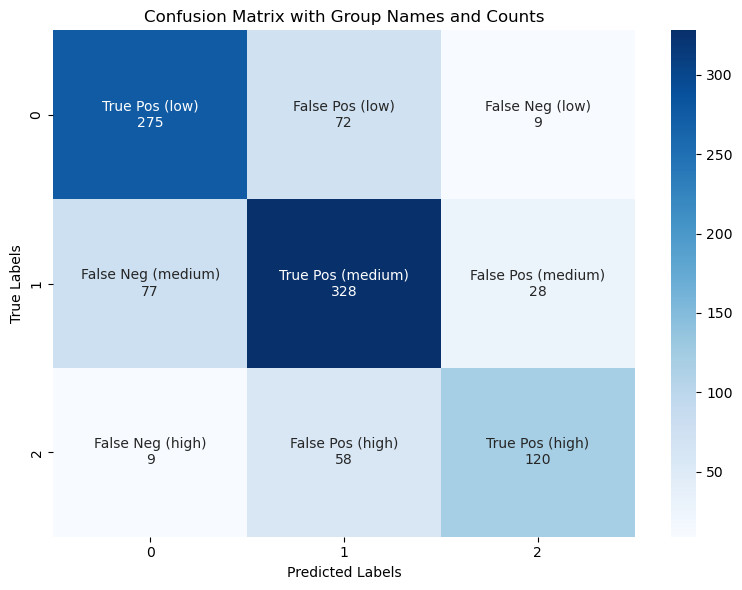 Confusion Matrix with Group Names and Counts
True Labels
0
True Pos (low)
275
False Pos (low)
72
False Neg (low)
9
1
False Neg (medium)
77
True Pos (medium)
328
False Pos (medium)
28
2
False Neg (high)
9
False Pos (high)
58
True Pos (high)
120
0
1
2
Predicted Labels
300
250
200
150
100
50